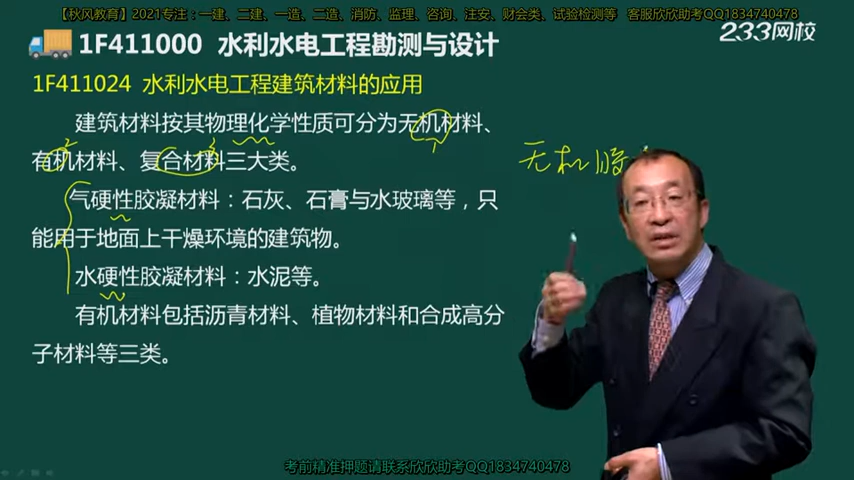 【秋风教育】2021专注：一建、二建、一造、二造、消防、监理、咨询、注安、财会类、试验检测等 客服欣欣助考QQ1834740478
233网校
1F411000 水利水电工程勘测与设计
1F411024 水利水电工程建筑材料的应用
建筑材料按其物理化学性质可分为无机材料、
有机材料、复合材料三大类。
无机
气硬性胶凝材料：石灰、石膏与水玻璃等，只
能用于地面上干燥环境的建筑物。
水硬性胶凝材料：水泥等。
有机材料包括沥青材料、植物材料和合成高分
子材料等三类。
考前精准押题请联系欣欣助考QQ1834740478